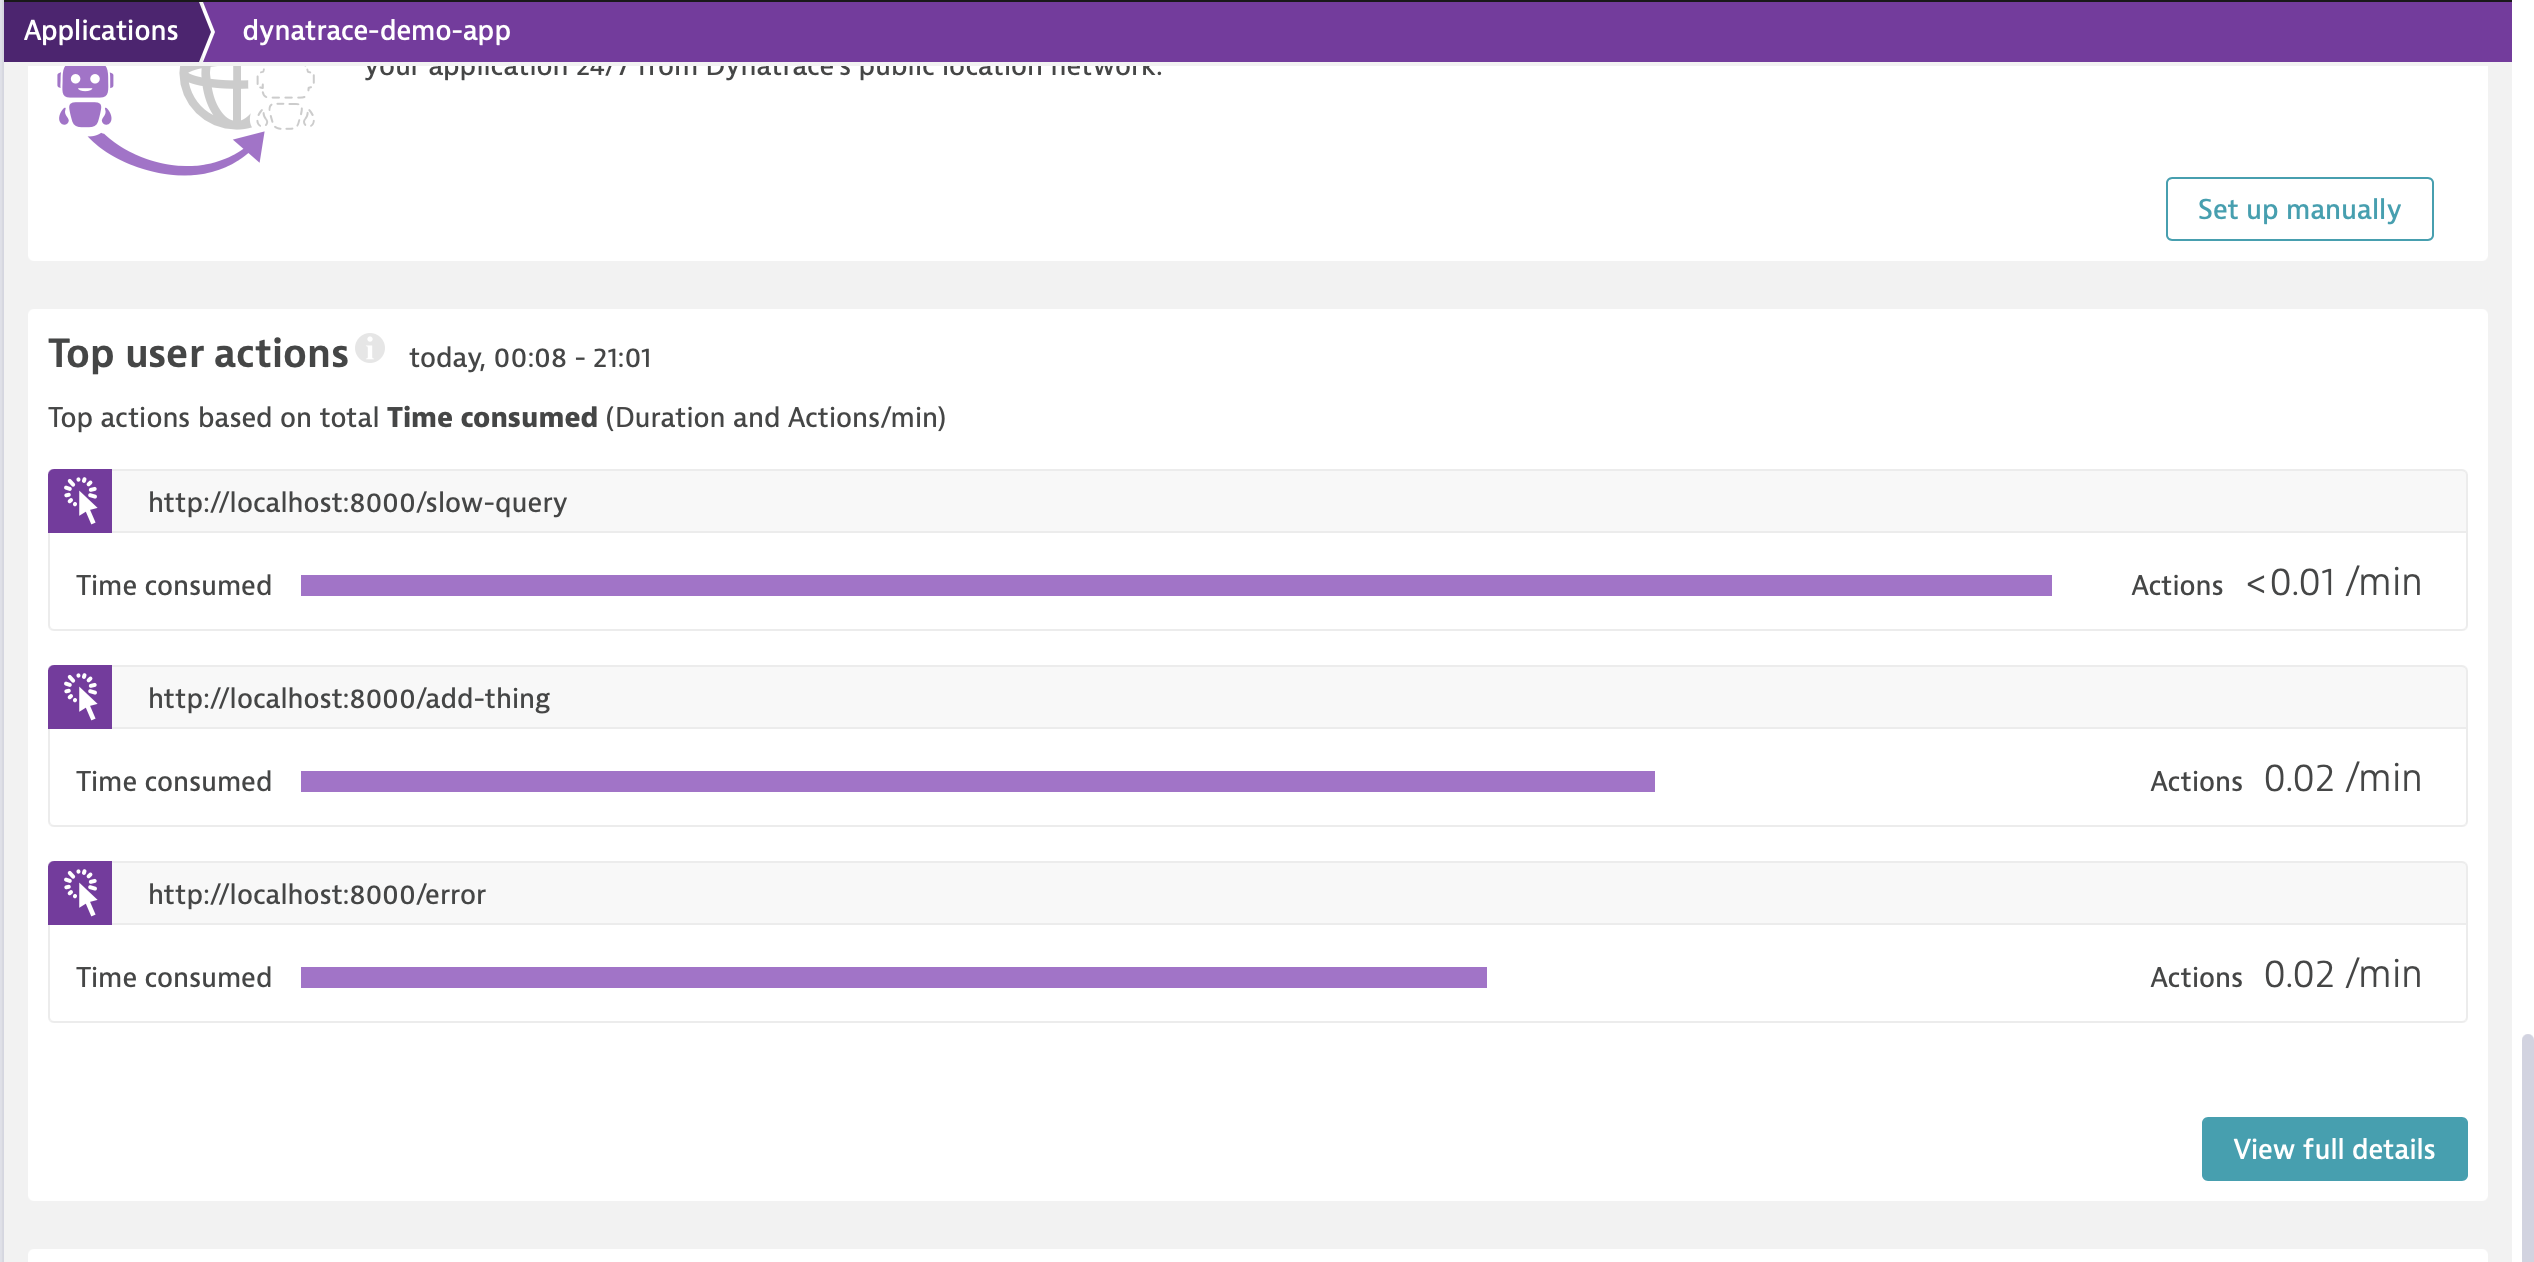 Applications dynatrace-demo-app
your application 24/7 from Dynatrace's public location network.
Set up manually
Top user actions today, 00:08 - 21:01
Top actions based on total Time consumed (Duration and Actions/min)
http://localhost:8000/slow-query
Time consumed Actions <0.01 /min
http://localhost:8000/add-thing
Time consumed Actions 0.02 /min
http://localhost:8000/error
Time consumed Actions 0.02 /min
View full details